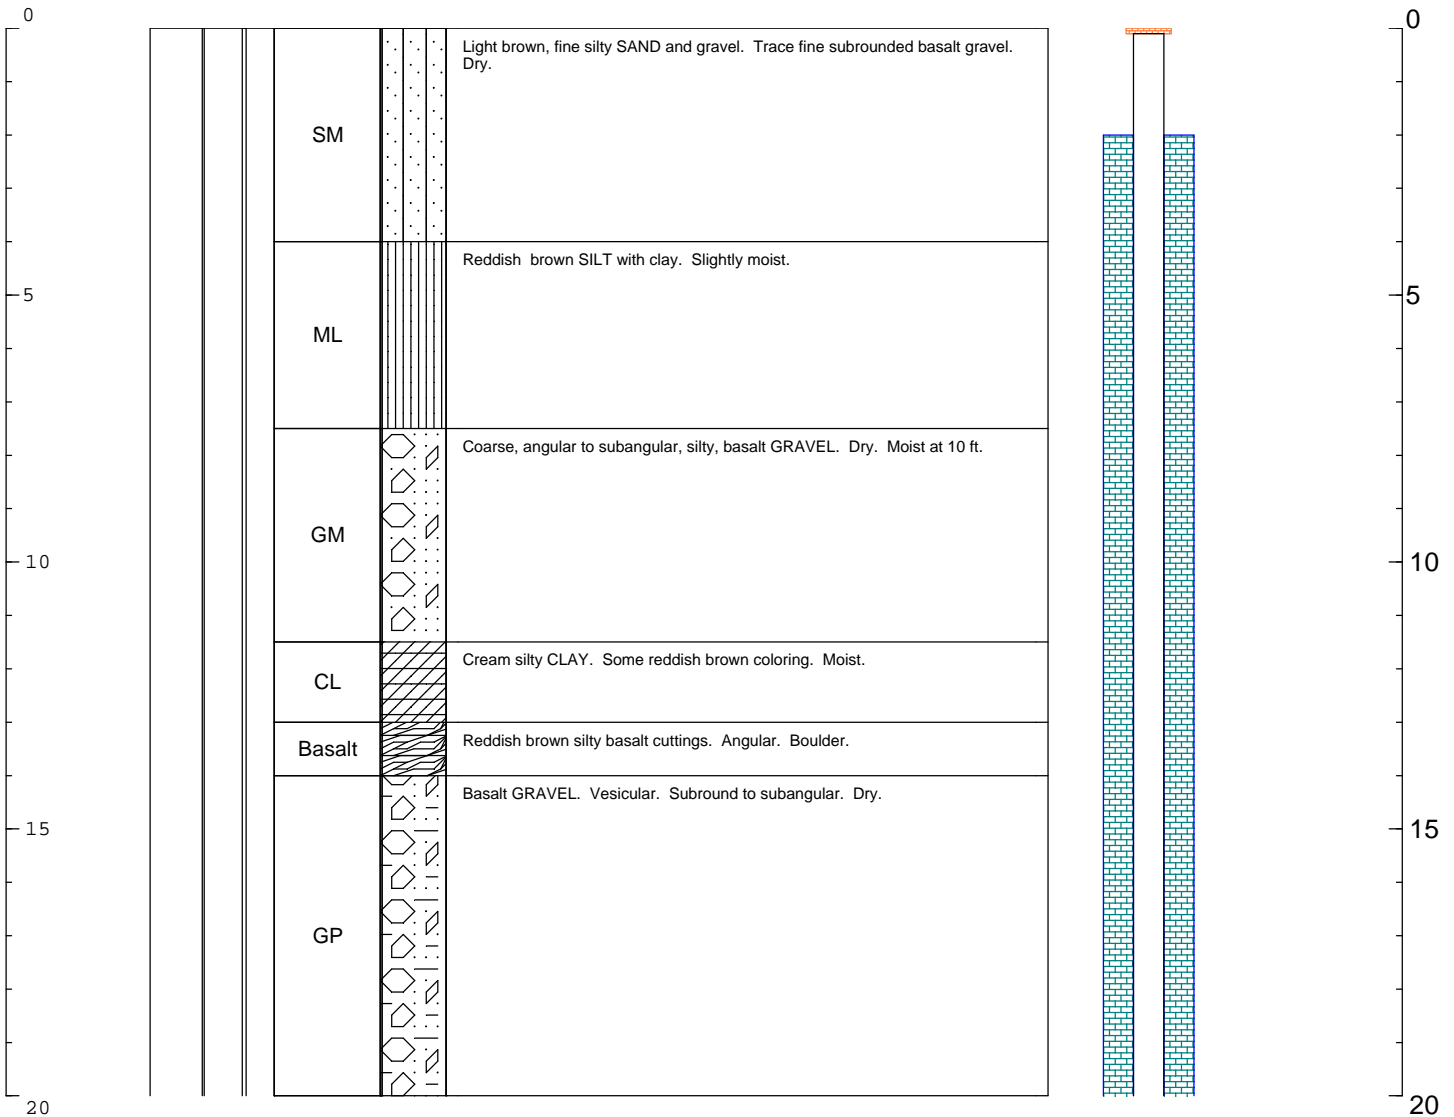 0
0
Light brown, fine silty SAND and gravel. Trace fine subrounded basalt gravel.
Dry.
SM
Reddish brown SILT with clay. Slightly moist.
5
5
ML
Coarse, angular to subangular, silty, basalt GRAVEL. Dry. Moist at 10 ft.
GM
10
10
Cream silty CLAY. Some reddish brown coloring. Moist.
CL
Reddish brown silty basalt cuttings. Angular. Boulder.
Basalt
Basalt GRAVEL. Vesicular. Subround to subangular. Dry.
15
15
GP
20
20